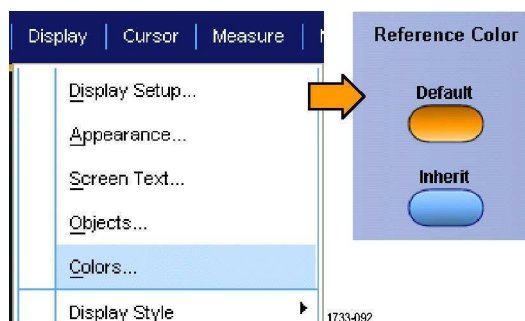 Display | Cursor | Measure |
Display Setup...
Appearance...
Screen Text...
Objects...
Colors...
Display Style
Reference Color
Default
Inherit
1733-092